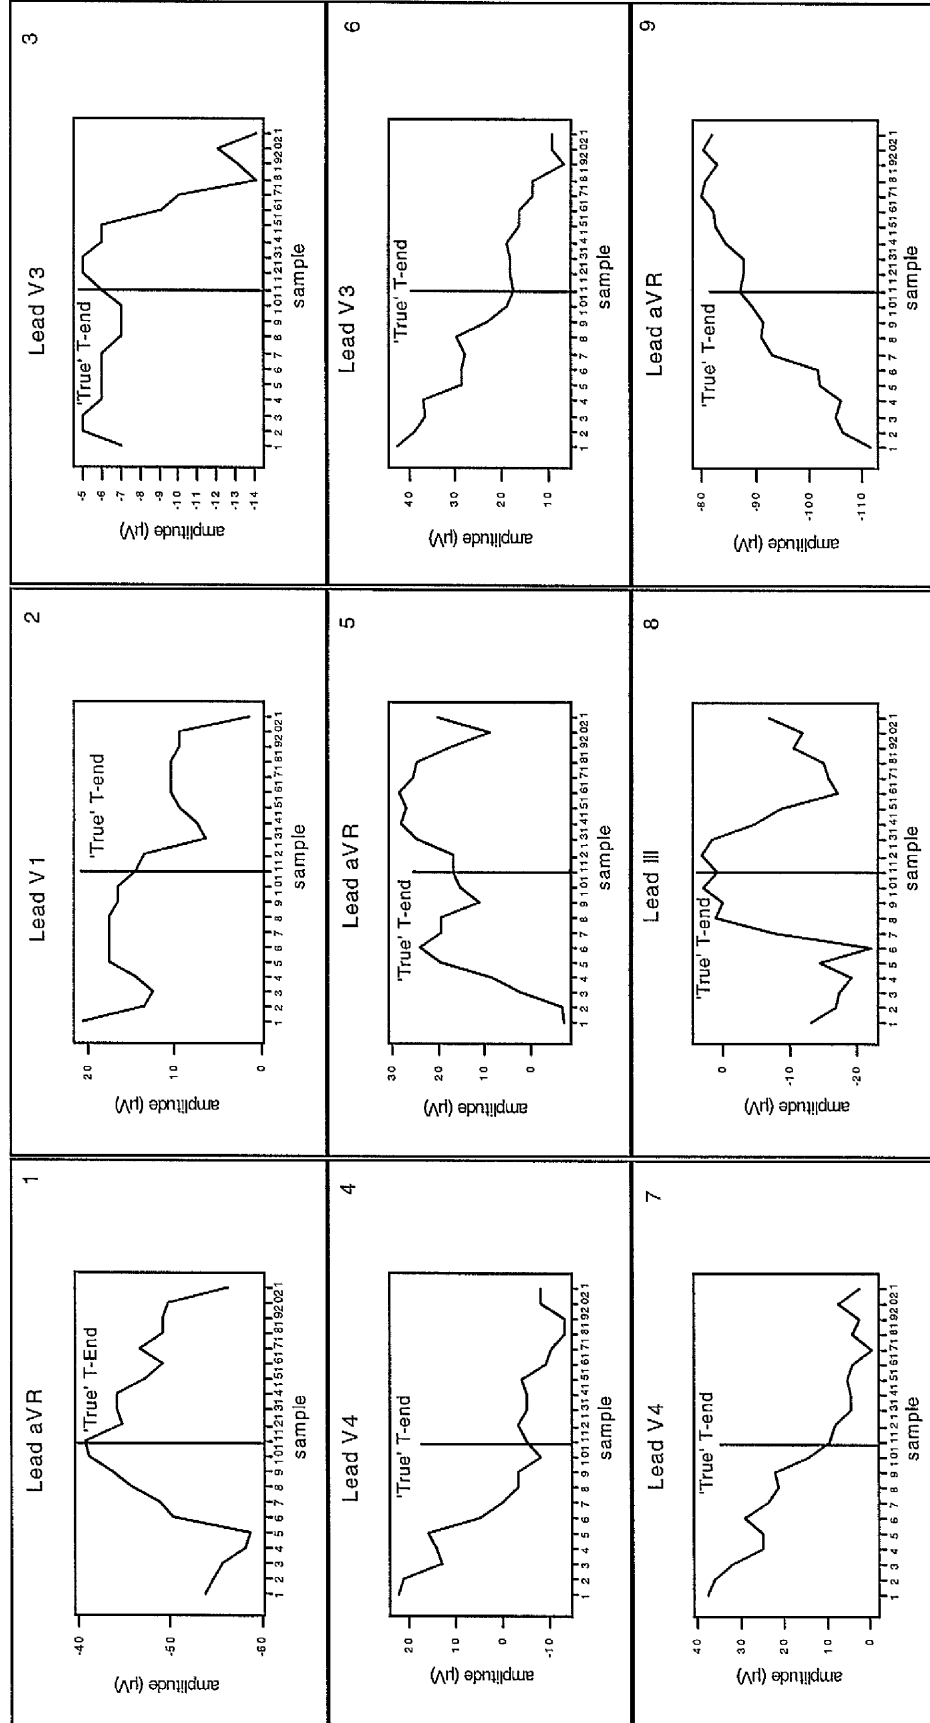 1
Lead aVR
'True' T-End
amplitude (µV)
-40
-50
-60
1 2 3 4 5 6 7 8 9 10 11 12 13 14 15 16 17 18 19 20 21
sample
2
Lead V1
'True' T-end
amplitude (µV)
20
10
0
1 2 3 4 5 6 7 8 9 10 11 12 13 14 15 16 17 18 19 20 21
sample
3
Lead V3
'True' T-end
amplitude (µV)
-5
-6
-7
-8
-9
-10
-11
-12
-13
-14
1 2 3 4 5 6 7 8 9 10 11 12 13 14 15 16 17 18 19 20 21
sample
4
Lead V4
'True' T-end
amplitude (µV)
20
10
0
-10
1 2 3 4 5 6 7 8 9 10 11 12 13 14 15 16 17 18 19 20 21
sample
5
Lead aVR
'True' T-end
amplitude (µV)
30
20
10
0
1 2 3 4 5 6 7 8 9 10 11 12 13 14 15 16 17 18 19 20 21
sample
6
Lead V3
'True' T-end
amplitude (µV)
40
30
20
10
1 2 3 4 5 6 7 8 9 10 11 12 13 14 15 16 17 18 19 20 21
sample
7
Lead V4
'True' T-end
amplitude (µV)
40
30
20
10
0
1 2 3 4 5 6 7 8 9 10 11 12 13 14 15 16 17 18 19 20 21
sample
8
Lead III
'True' T-end
amplitude (µV)
0
-10
-20
1 2 3 4 5 6 7 8 9 10 11 12 13 14 15 16 17 18 19 20 21
sample
9
Lead aVR
'True' T-end
amplitude (µV)
-80
-90
-100
-110
1 2 3 4 5 6 7 8 9 10 11 12 13 14 15 16 17 18 19 20 21
sample